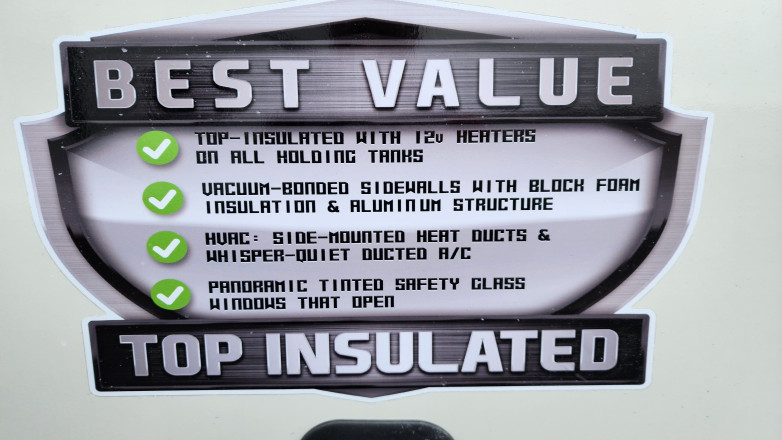 BEST VALUE
TOP-INSULATED WITH 12v HEATERS
ON ALL HOLDING TANKS
VACUUM-BONDED SIDEWALLS WITH BLOCK FOAM
INSULATION & ALUMINUM STRUCTURE
HVAC: SIDE-MOUNTED HEAT DUCTS &
WHISPER-QUIET DUCTED A/C
PANORAMIC TINTED SAFETY GLASS
WINDOWS THAT OPEN
TOP INSULATED